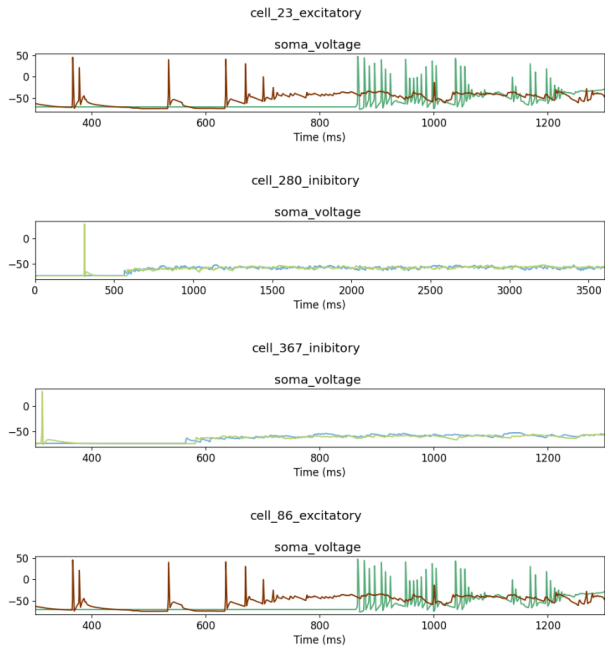 cell_23_excitatory
soma_voltage
50
0
−50
400
600
800
1000
1200
Time (ms)
cell_280_inibitory
soma_voltage
0
−50
0
500
1000
1500
2000
2500
3000
3500
Time (ms)
cell_367_inibitory
soma_voltage
0
−50
400
600
800
1000
1200
Time (ms)
cell_86_excitatory
soma_voltage
50
0
−50
400
600
800
1000
1200
Time (ms)